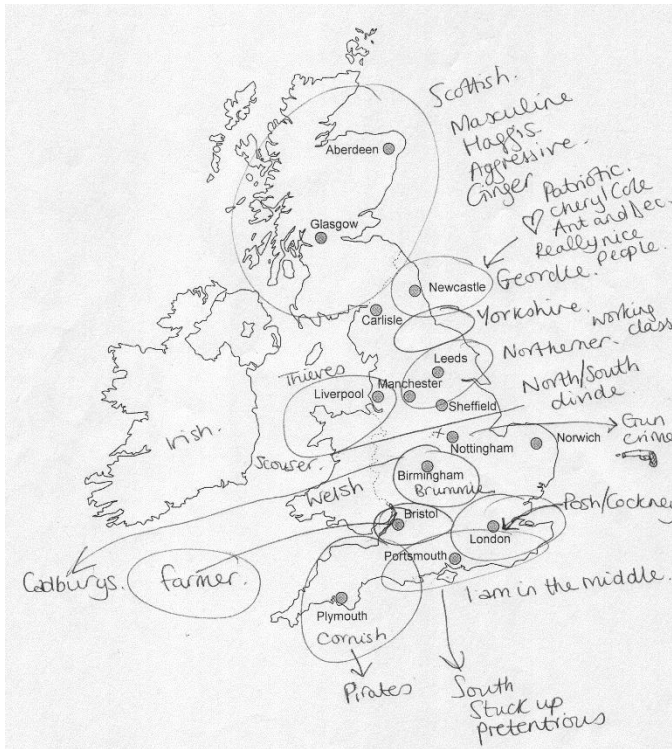 Scottish.
Masculine
Haggis
Aggressive.
Ginger
Aberdeen
Patriotic.
Cheryl Cole
Ant and Dec.
Really nice
People.
Glasgow
Geordie.
Newcastle
Carlisle
Yorkshire.
working
class
Northerner.
Leeds
Thieves
Liverpool
Manchester
Sheffield
North/South
divide
Irish.
Scouser.
Nottingham
Norwich
Gun
crime
Birmingham
Brummie
Welsh
Bristol
Posh/Cockney
London
Cadburys.
farmer.
Portsmouth
I am in the middle.
Plymouth
Cornish
Pirates
South
Stuck up
Pretentrious